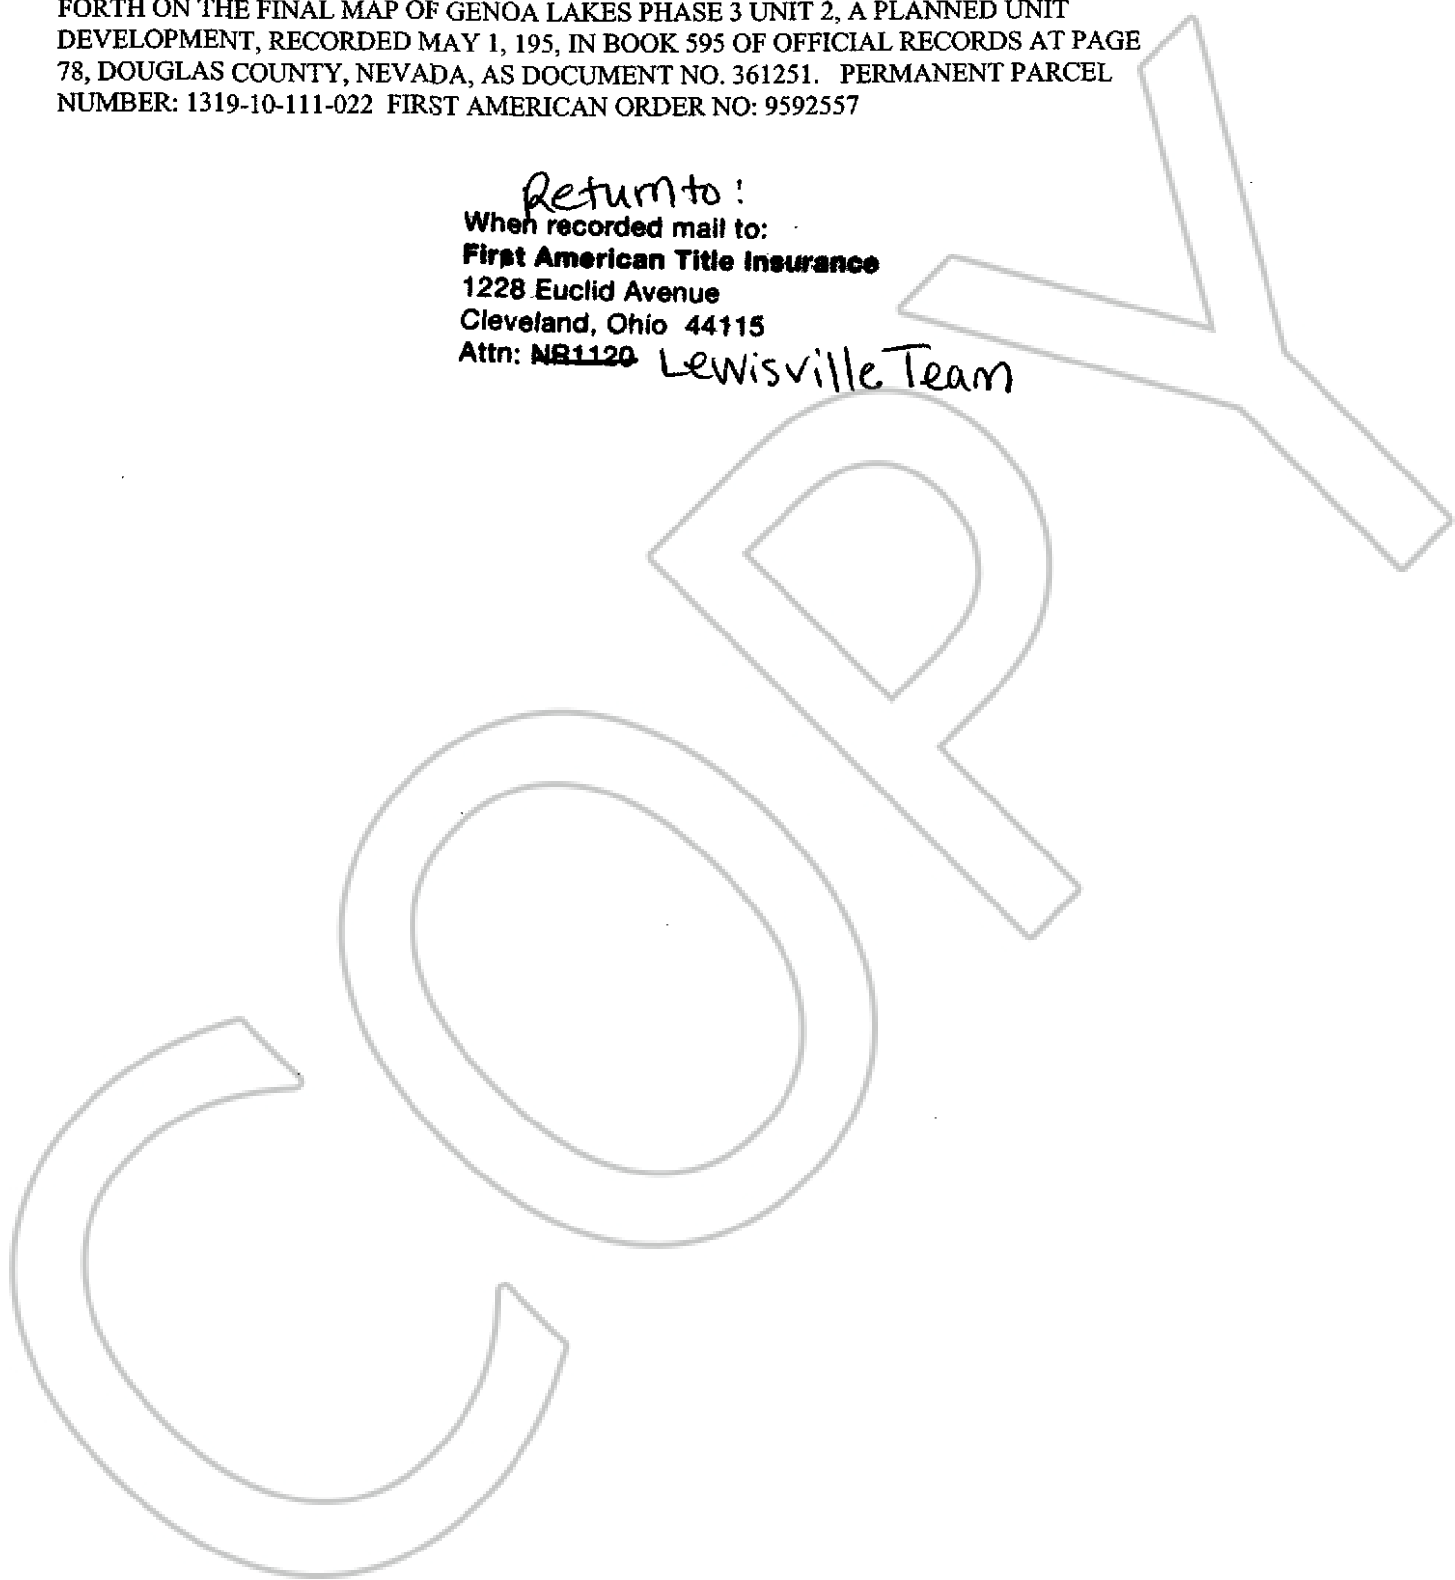 FORTH ON THE FINAL MAP OF GENOA LAKES PHASE 3 UNIT 2, A PLANNED UNIT
DEVELOPMENT, RECORDED MAY 1, 195, IN BOOK 595 OF OFFICIAL RECORDS AT PAGE
78, DOUGLAS COUNTY, NEVADA, AS DOCUMENT NO. 361251. PERMANENT PARCEL
NUMBER: 1319-10-111-022 FIRST AMERICAN ORDER NO: 9592557
Return to:
When recorded mail to:
First American Title Insurance
1228 Euclid Avenue
Cleveland, Ohio 44115
Attn: NR1120 Lewisville Team
COPY